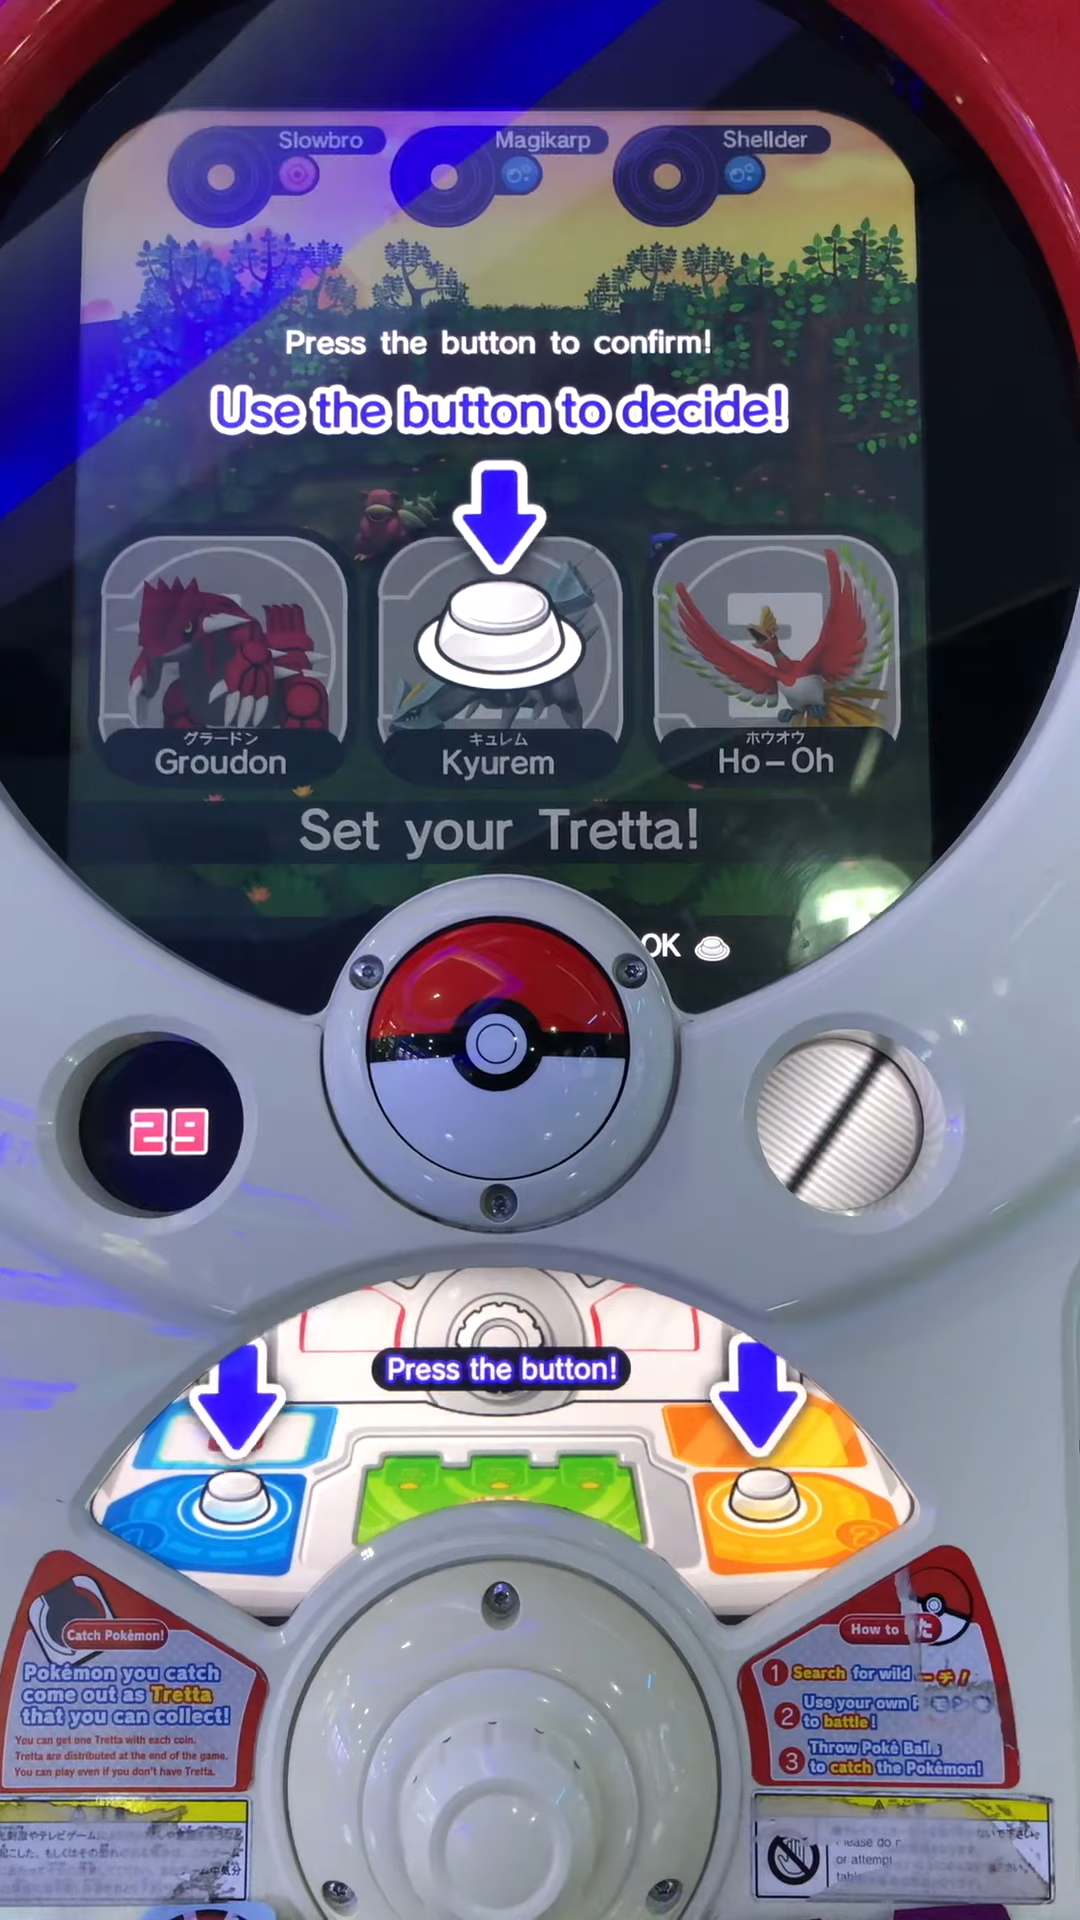 Slowbro
Magikarp
Shellder
Press the button to confirm!
Use the button to decide!
グラードン
Groudon
キュレム
Kyurem
ホウオウ
Ho-Oh
Set your Tretta!
OK
29
Press the button!
Catch Pokémon!
Pokémon you catch
come out as Tretta
that you can collect!
You can get one Tretta with each coin.
Tretta are distributed at the end of the game.
You can play even if you don't have Tretta.
How to
1 Search for wild
2 Use your own
to battle!
3 Throw Poké Balls
to catch the Pokémon!
Please do
or